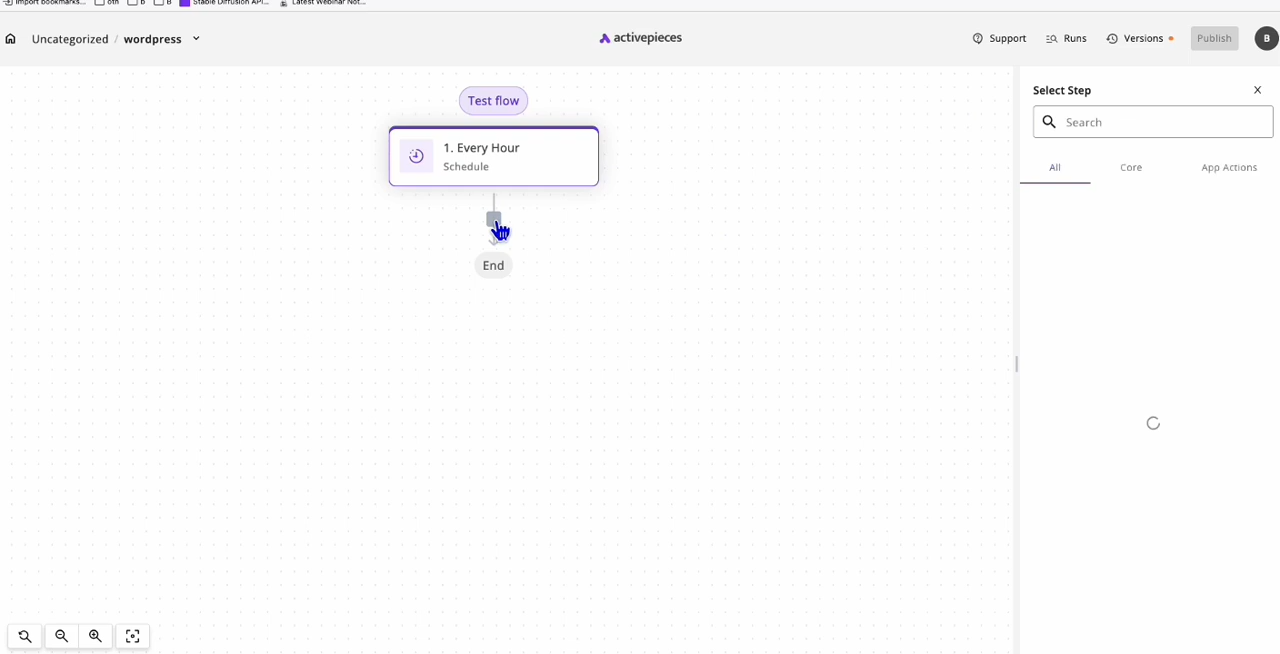 Import bookmarks... oth b B Stable Diffusion API... Latest Webinar Not...
Uncategorized / wordpress
activepieces
Support Runs Versions Publish B
Test flow
1. Every Hour
Schedule
End
Select Step X
Search
All Core App Actions